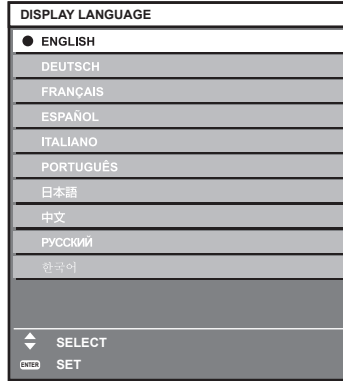 DISPLAY LANGUAGE
ENGLISH
DEUTSCH
FRANÇAIS
ESPAÑOL
ITALIANO
PORTUGUÊS
日本語
中文
РУССКИЙ
한국어
SELECT
ENTER SET